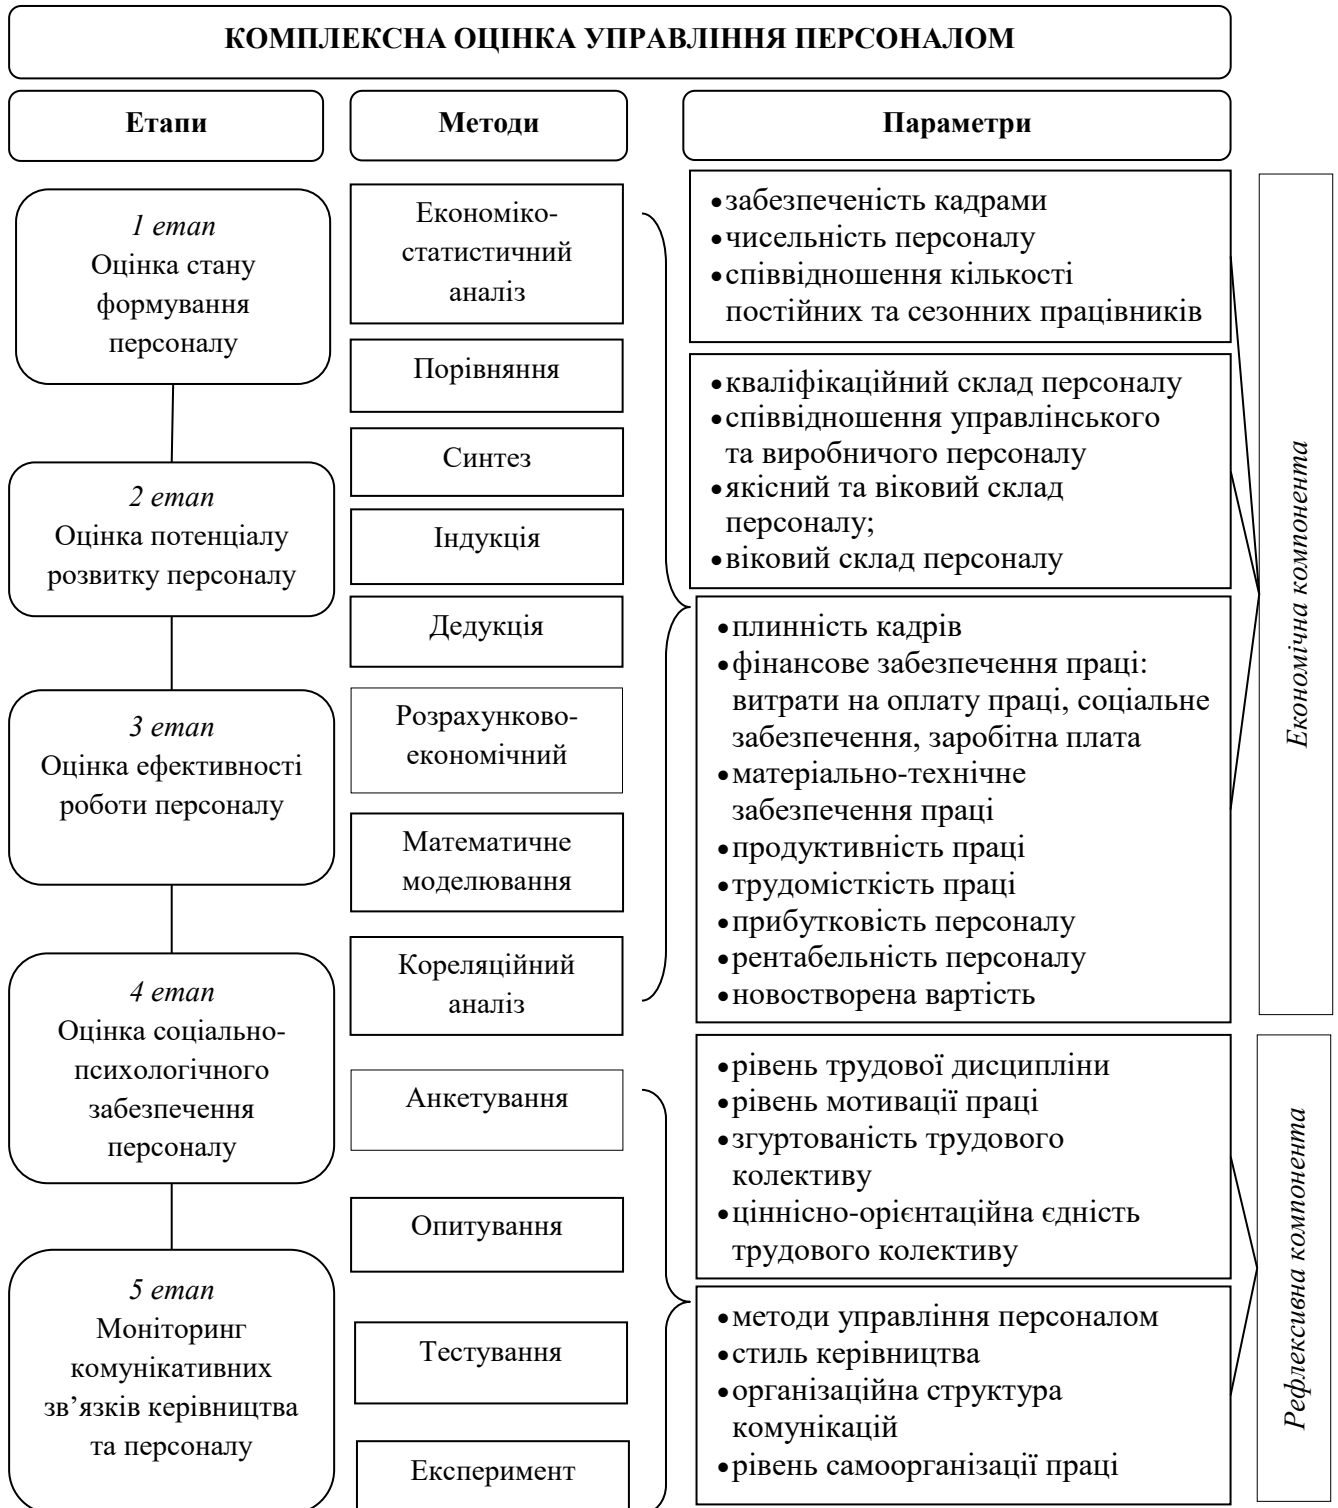 КОМПЛЕКСНА ОЦІНКА УПРАВЛІННЯ ПЕРСОНАЛОМ
Етапи
Методи
Параметри
1 етап
Оцінка стану
формування
персоналу
2 етап
Оцінка потенціалу
розвитку персоналу
3 етап
Оцінка ефективності
роботи персоналу
4 етап
Оцінка соціально-
психологічного
забезпечення
персоналу
5 етап
Моніторинг
комунікативних
зв’язків керівництва
та персоналу
Економіко-
статистичний
аналіз
Порівняння
Синтез
Індукція
Дедукція
Розрахунково-
економічний
Математичне
моделювання
Кореляційний
аналіз
Анкетування
Опитування
Тестування
Експеримент
•забезпеченість кадрами
•чисельність персоналу
•співвідношення кількості
постійних та сезонних працівників
•кваліфікаційний склад персоналу
•співвідношення управлінського
та виробничого персоналу
•якісний та віковий склад
персоналу;
•віковий склад персоналу
•плинність кадрів
•фінансове забезпечення праці:
витрати на оплату праці, соціальне
забезпечення, заробітна плата
•матеріально-технічне
забезпечення праці
•продуктивність праці
•трудомісткість праці
•прибутковість персоналу
•рентабельність персоналу
•новостворена вартість
•рівень трудової дисципліни
•рівень мотивації праці
•згуртованість трудового
колективу
•ціннісно-орієнтаційна єдність
трудового колективу
•методи управління персоналом
•стиль керівництва
•організаційна структура
комунікацій
•рівень самоорганізації праці
Економічна компонента
Рефлексивна компонента